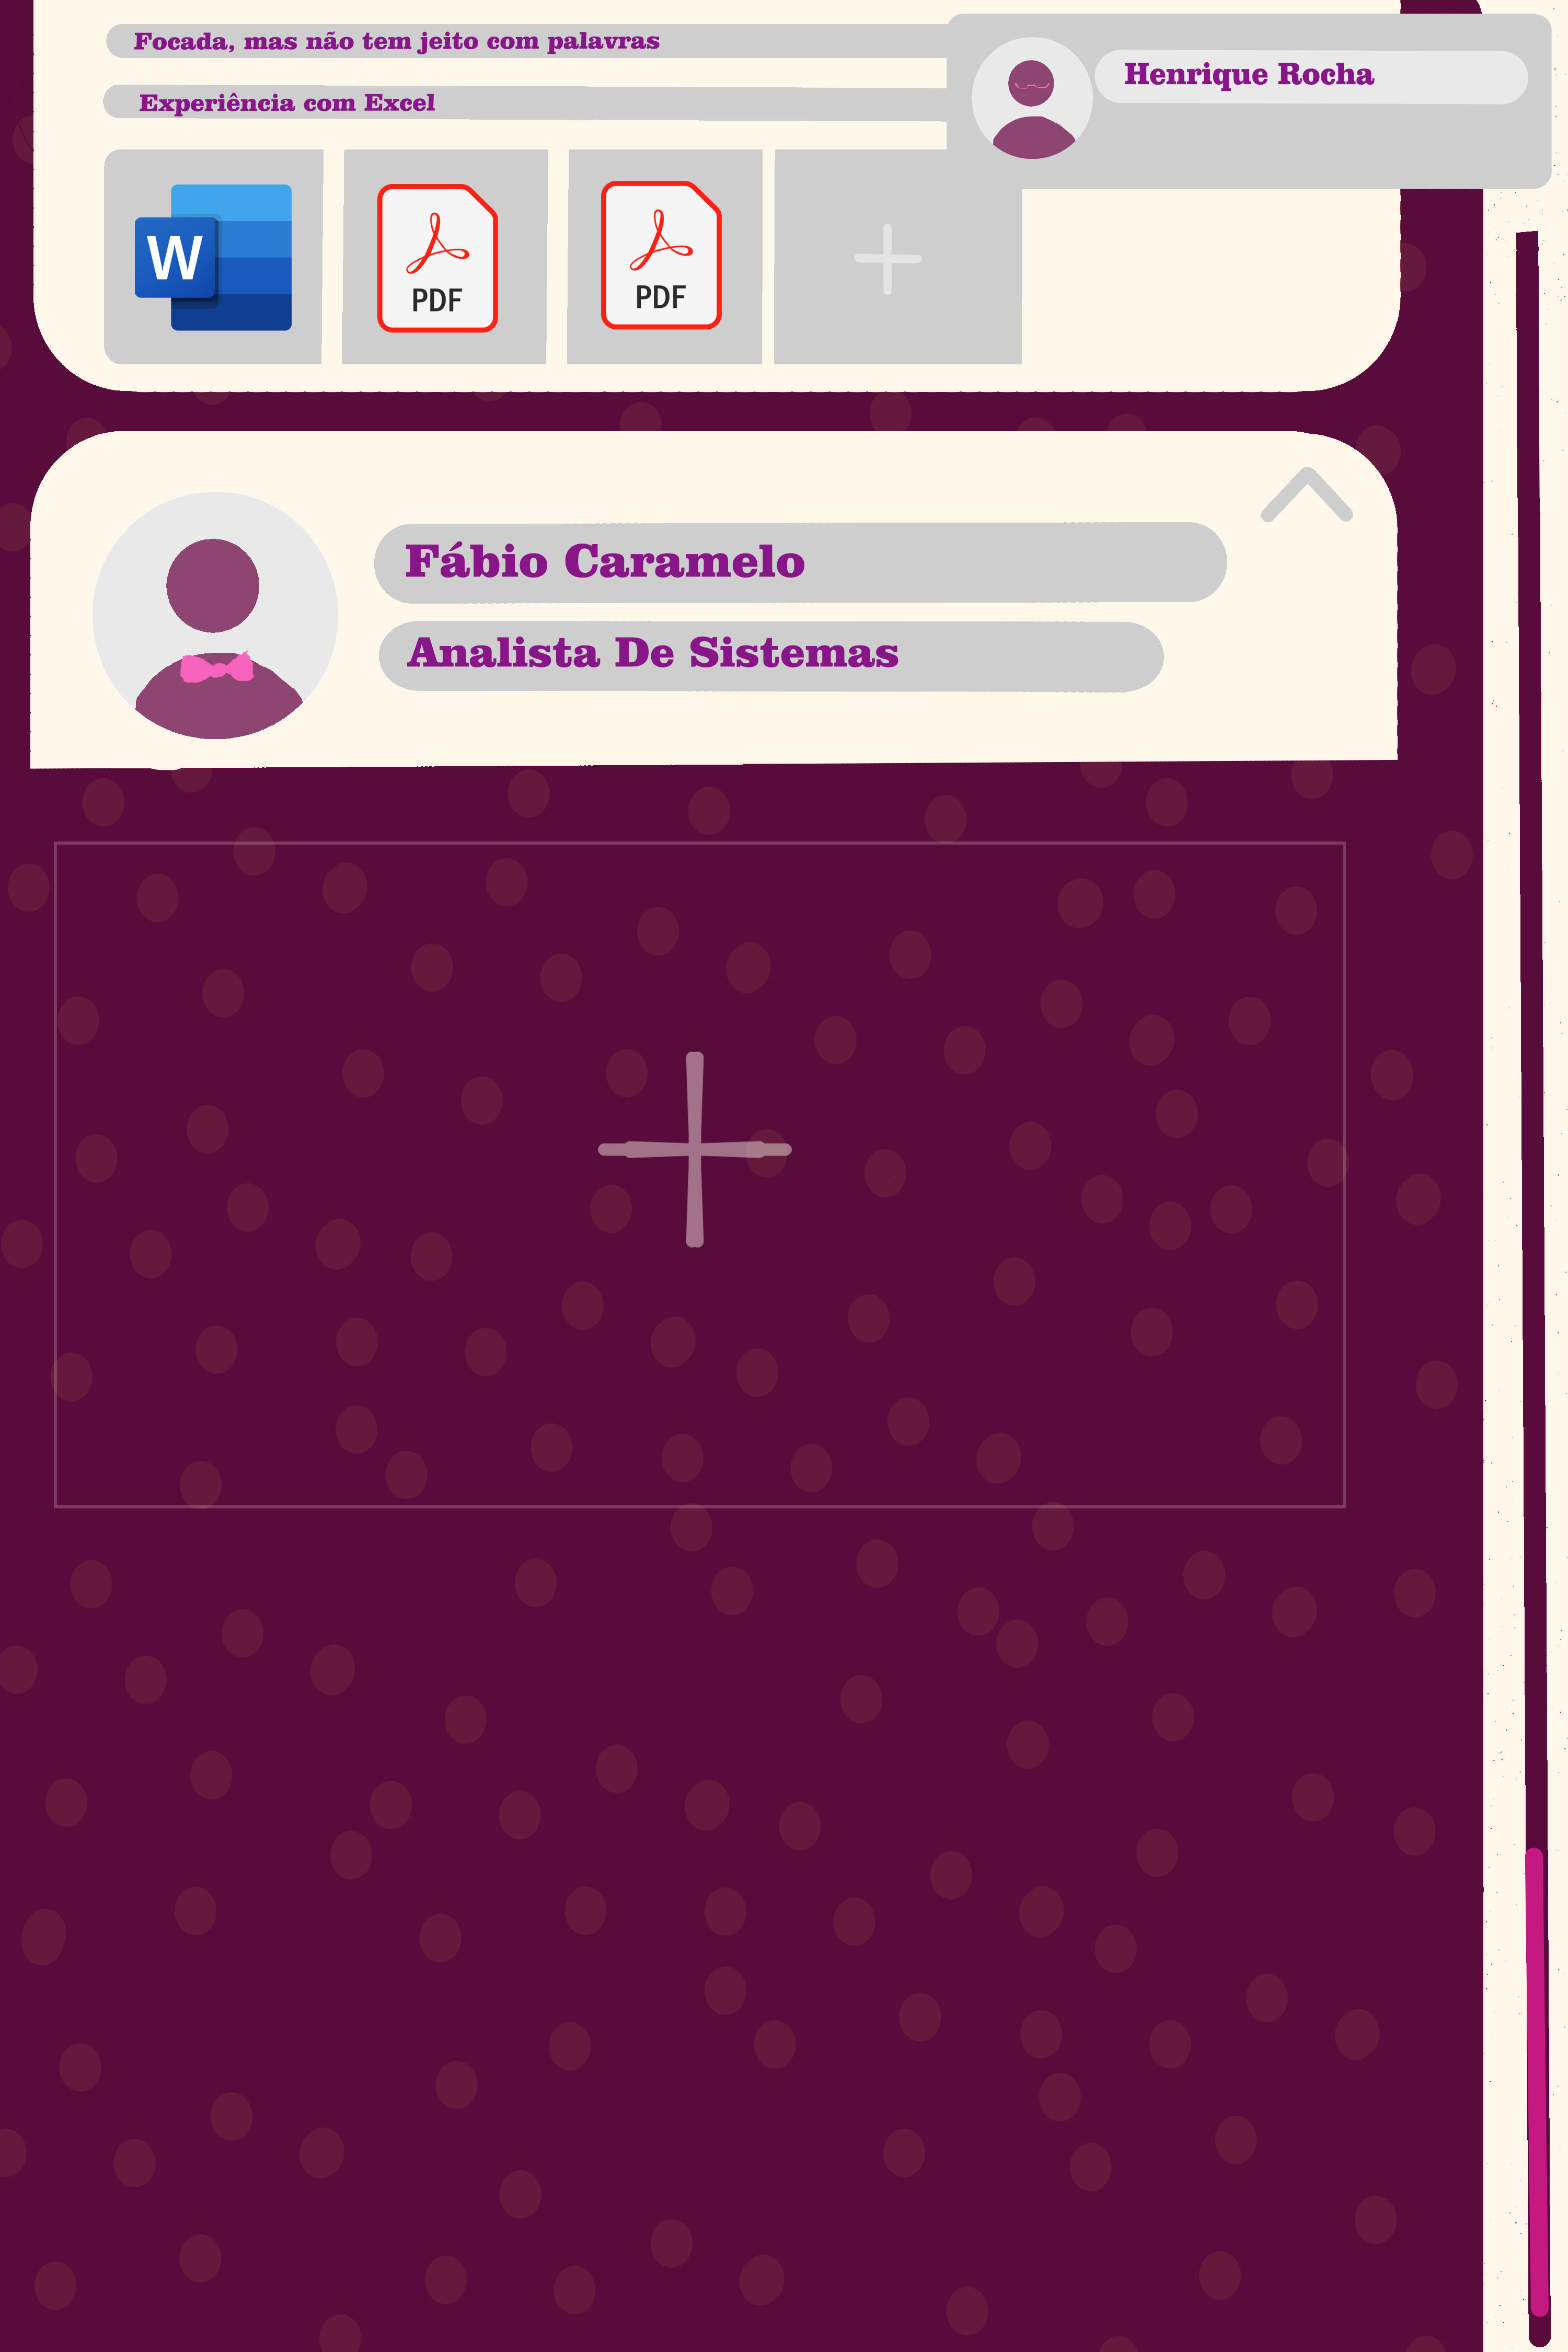 Focada, mas não tem jeito com palavras
Henrique Rocha
Experiência com Excel
W
PDF
PDF
Fábio Caramelo
Analista De Sistemas